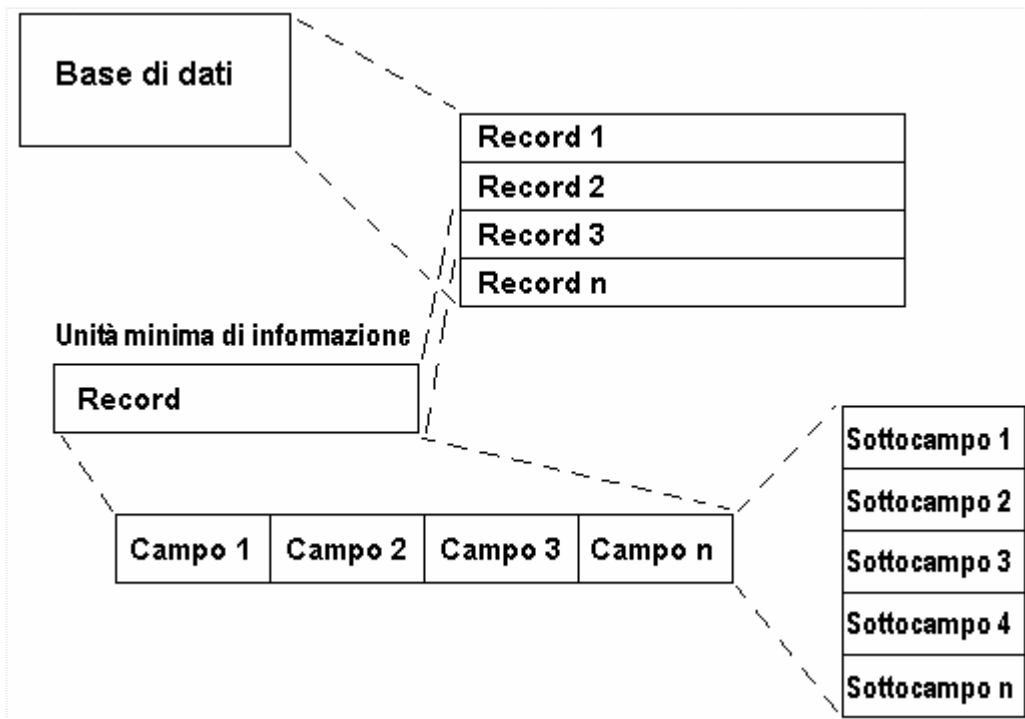 Base di dati
Record 1
Record 2
Record 3
Record n
Unità minima di informazione
Record
Campo 1
Campo 2
Campo 3
Campo n
Sottocampo 1
Sottocampo 2
Sottocampo 3
Sottocampo 4
Sottocampo n